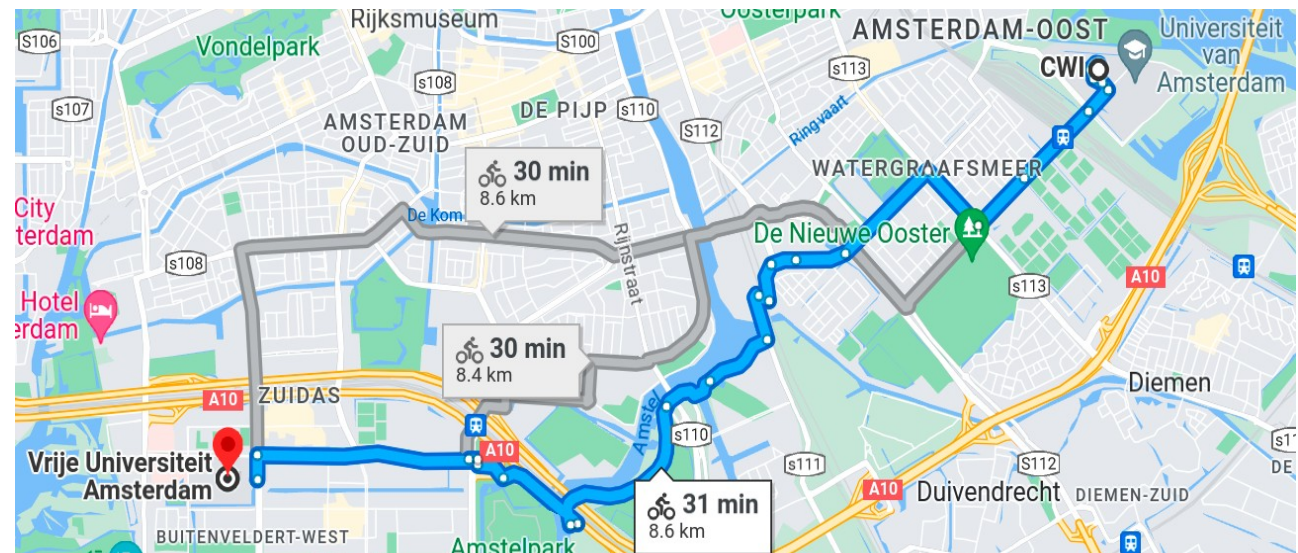 Rijksmuseum
Oosterpark
S106
Vondelpark
S100
AMSTERDAM-OOST
Universiteit
van
Amsterdam
CWI
s108
s113
s107
DE PIJP
s110
AMSTERDAM
OUD-ZUID
S112
Ringvaart
30 min
8.6 km
WATERGRAAFSMEER
City
terdam
De Kom
De Nieuwe Ooster
Rijnstraat
s108
A10
s113
Hotel
erdam
30 min
8.4 km
Diemen
A10
ZUIDAS
Amste
s110
A10
Vrije Universiteit
Amsterdam
s111
S112
A10
Duivendrecht
DIEMEN-ZUID
DE
31 min
8.6 km
BUITENVELDERT-WEST
Amstelpark